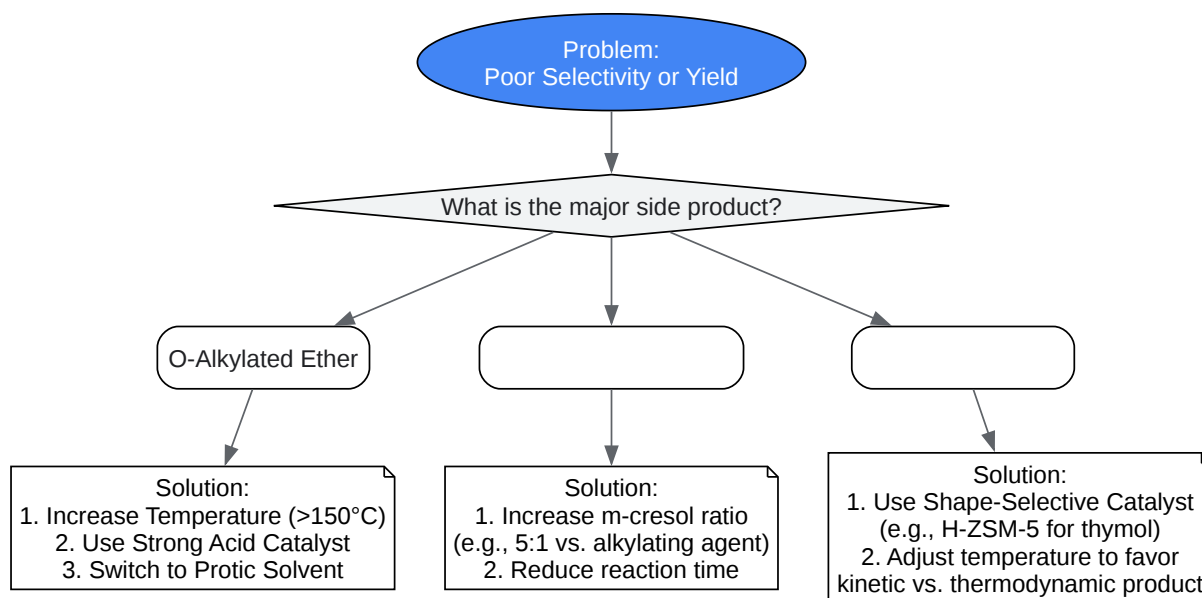 Problem:
Poor Selectivity or Yield
What is the major side product?
O-Alkylated Ether
Solution:
1. Increase Temperature (>150°C)
2. Use Strong Acid Catalyst
3. Switch to Protic Solvent
Solution:
1. Increase m-cresol ratio
(e.g., 5:1 vs. alkylating agent)
2. Reduce reaction time
Solution:
1. Use Shape-Selective Catalyst
(e.g., H-ZSM-5 for thymol)
2. Adjust temperature to favor
kinetic vs. thermodynamic product